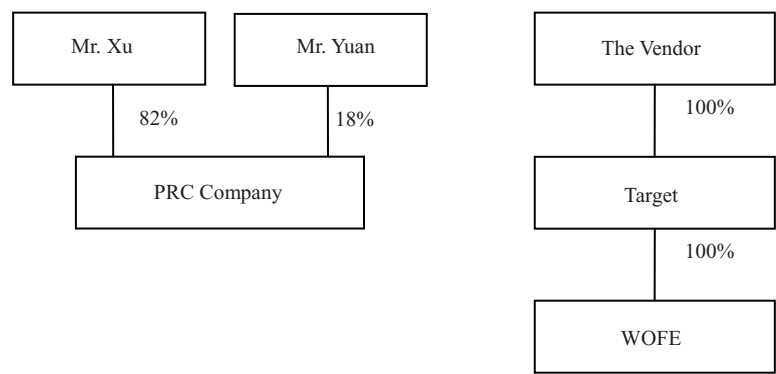 Mr. Xu
Mr. Yuan
The Vendor
82%
18%
100%
PRC Company
Target
100%
WOFE